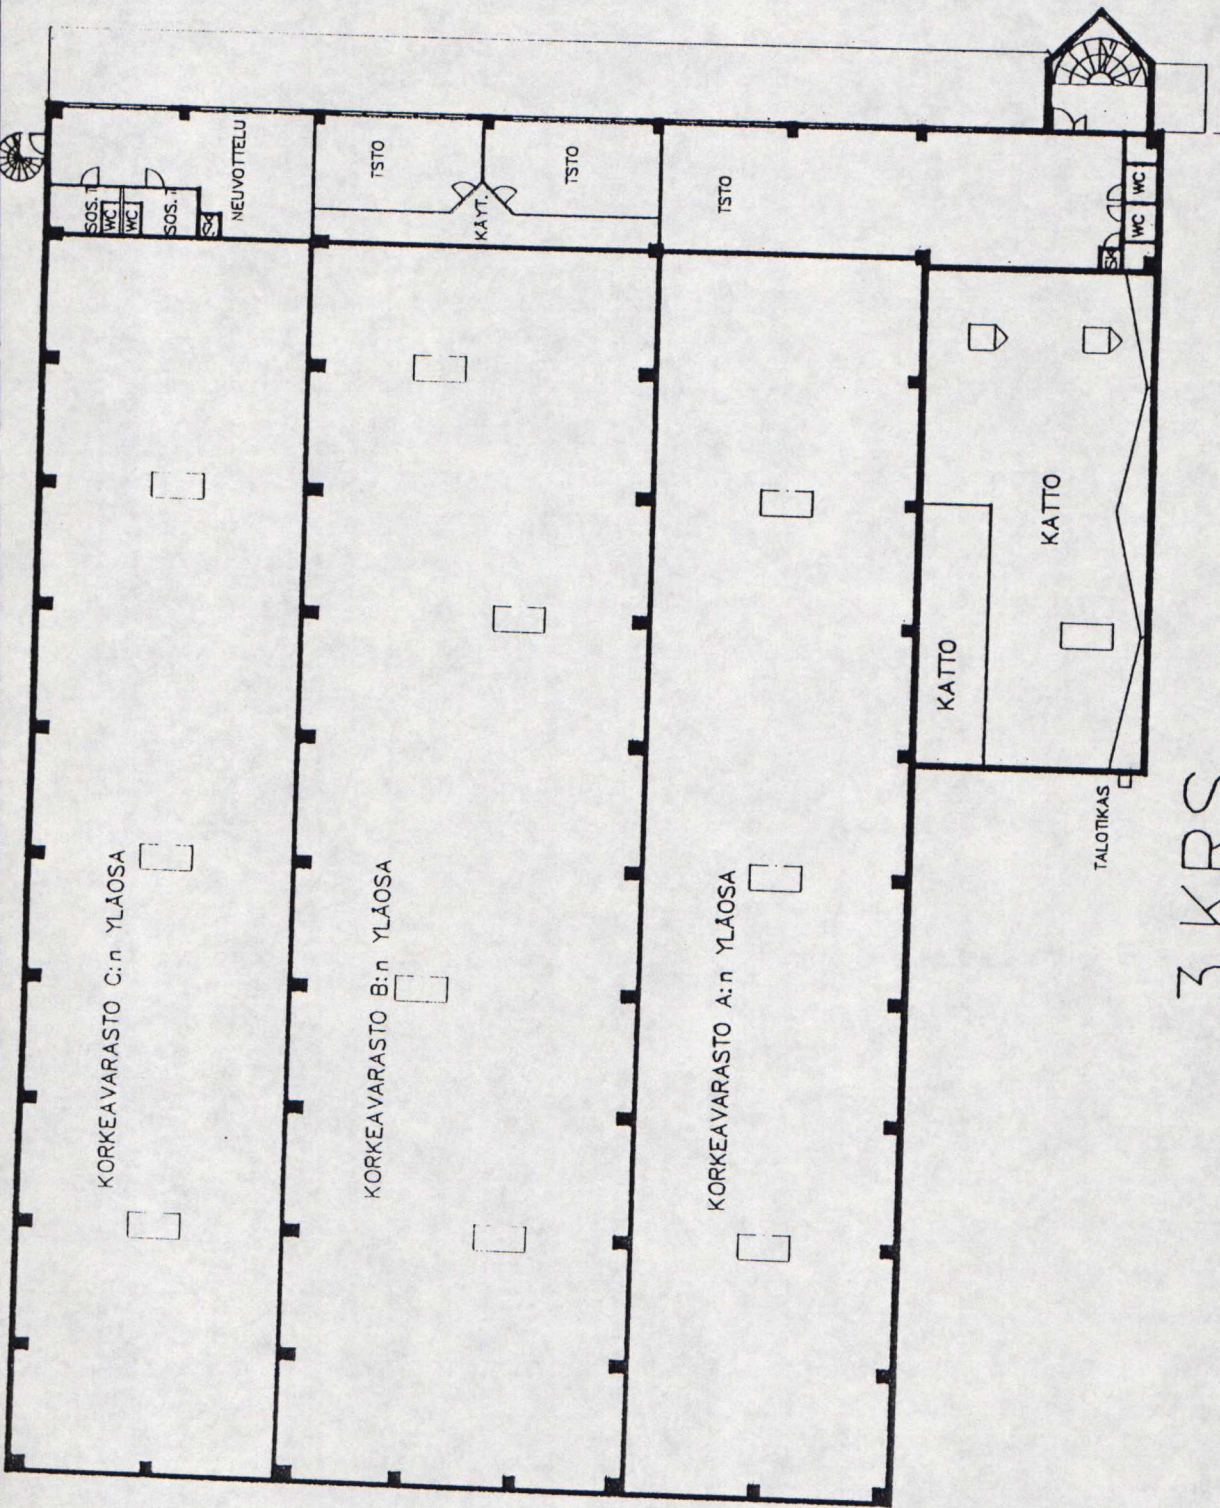 SOS. T
WC
WC
SOS. T
SK
NEUVOTTELU
TSTO
KÄYT.
TSTO
TSTO
SK
WC
WC
KORKEAVARASTO C:n YLÄOSA
KORKEAVARASTO B:n YLÄOSA
KORKEAVARASTO A:n YLÄOSA
KATTO
KATTO
TALOTIKAS
3 KRS